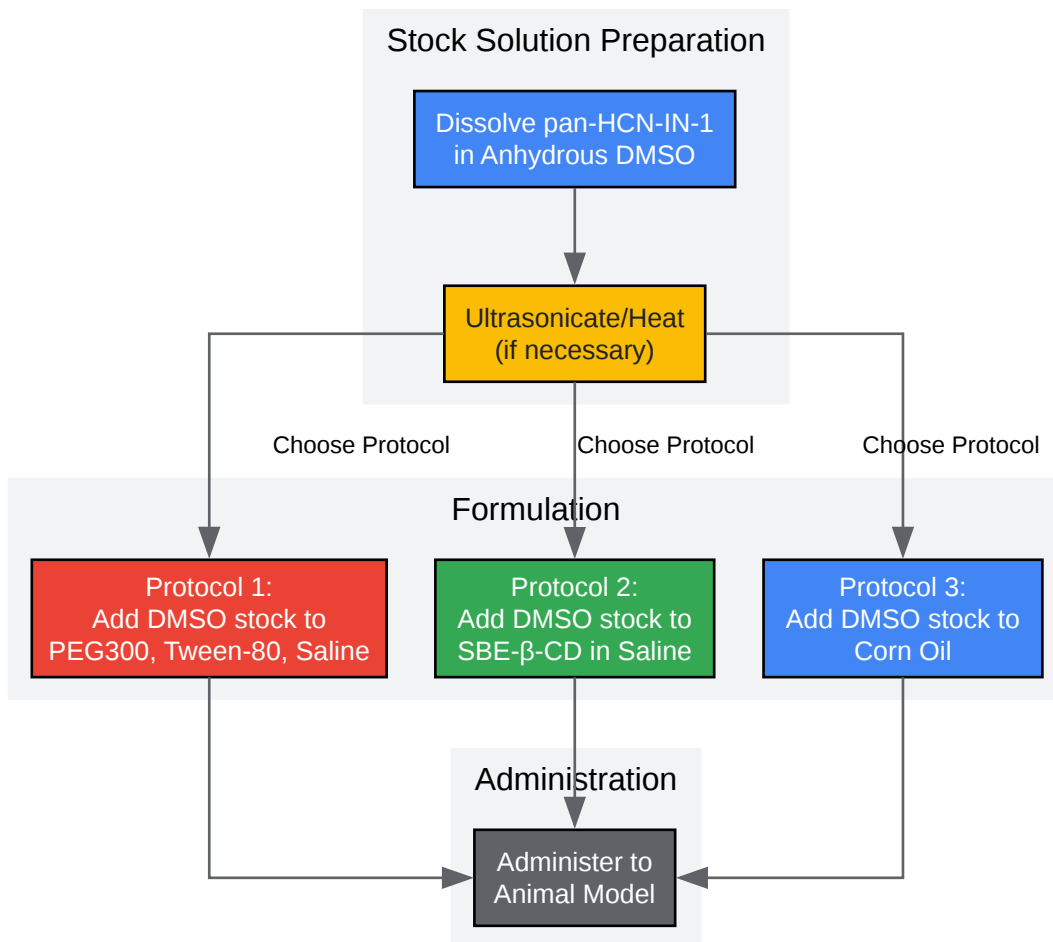 Stock Solution Preparation
Dissolve pan-HCN-IN-1
in Anhydrous DMSO
Ultrasonicate/Heat
(if necessary)
Choose Protocol
Choose Protocol
Choose Protocol
Formulation
Protocol 1:
Add DMSO stock to
PEG300, Tween-80, Saline
Protocol 2:
Add DMSO stock to
SBE-β-CD in Saline
Protocol 3:
Add DMSO stock to
Corn Oil
Administration
Administer to
Animal Model